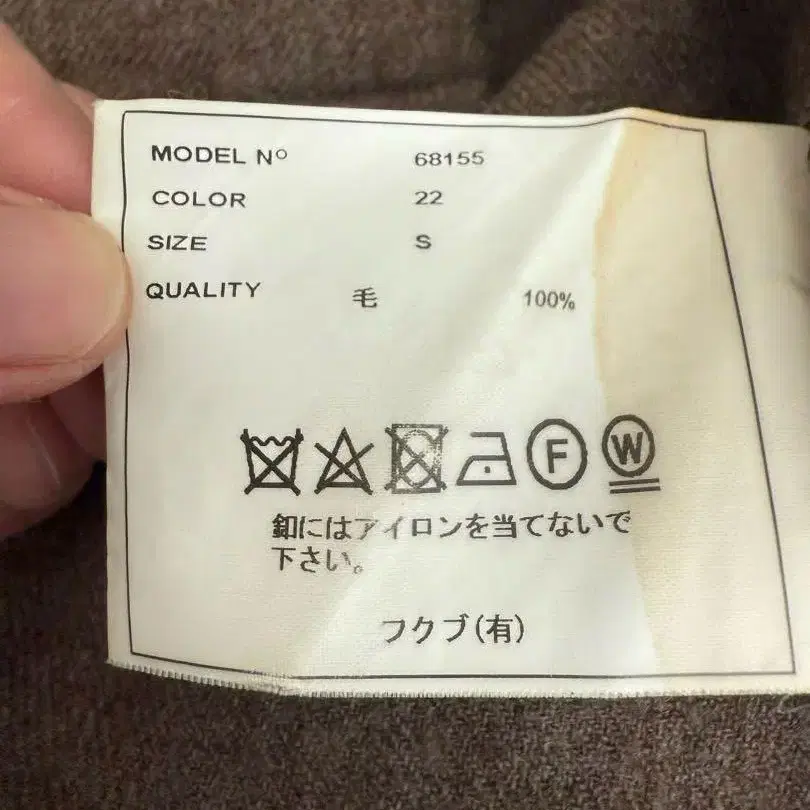 MODEL Nº 68155
COLOR 22
SIZE S
QUALITY 毛 100%
F W
釦にはアイロンを当てないで
下さい。
フクブ(有)